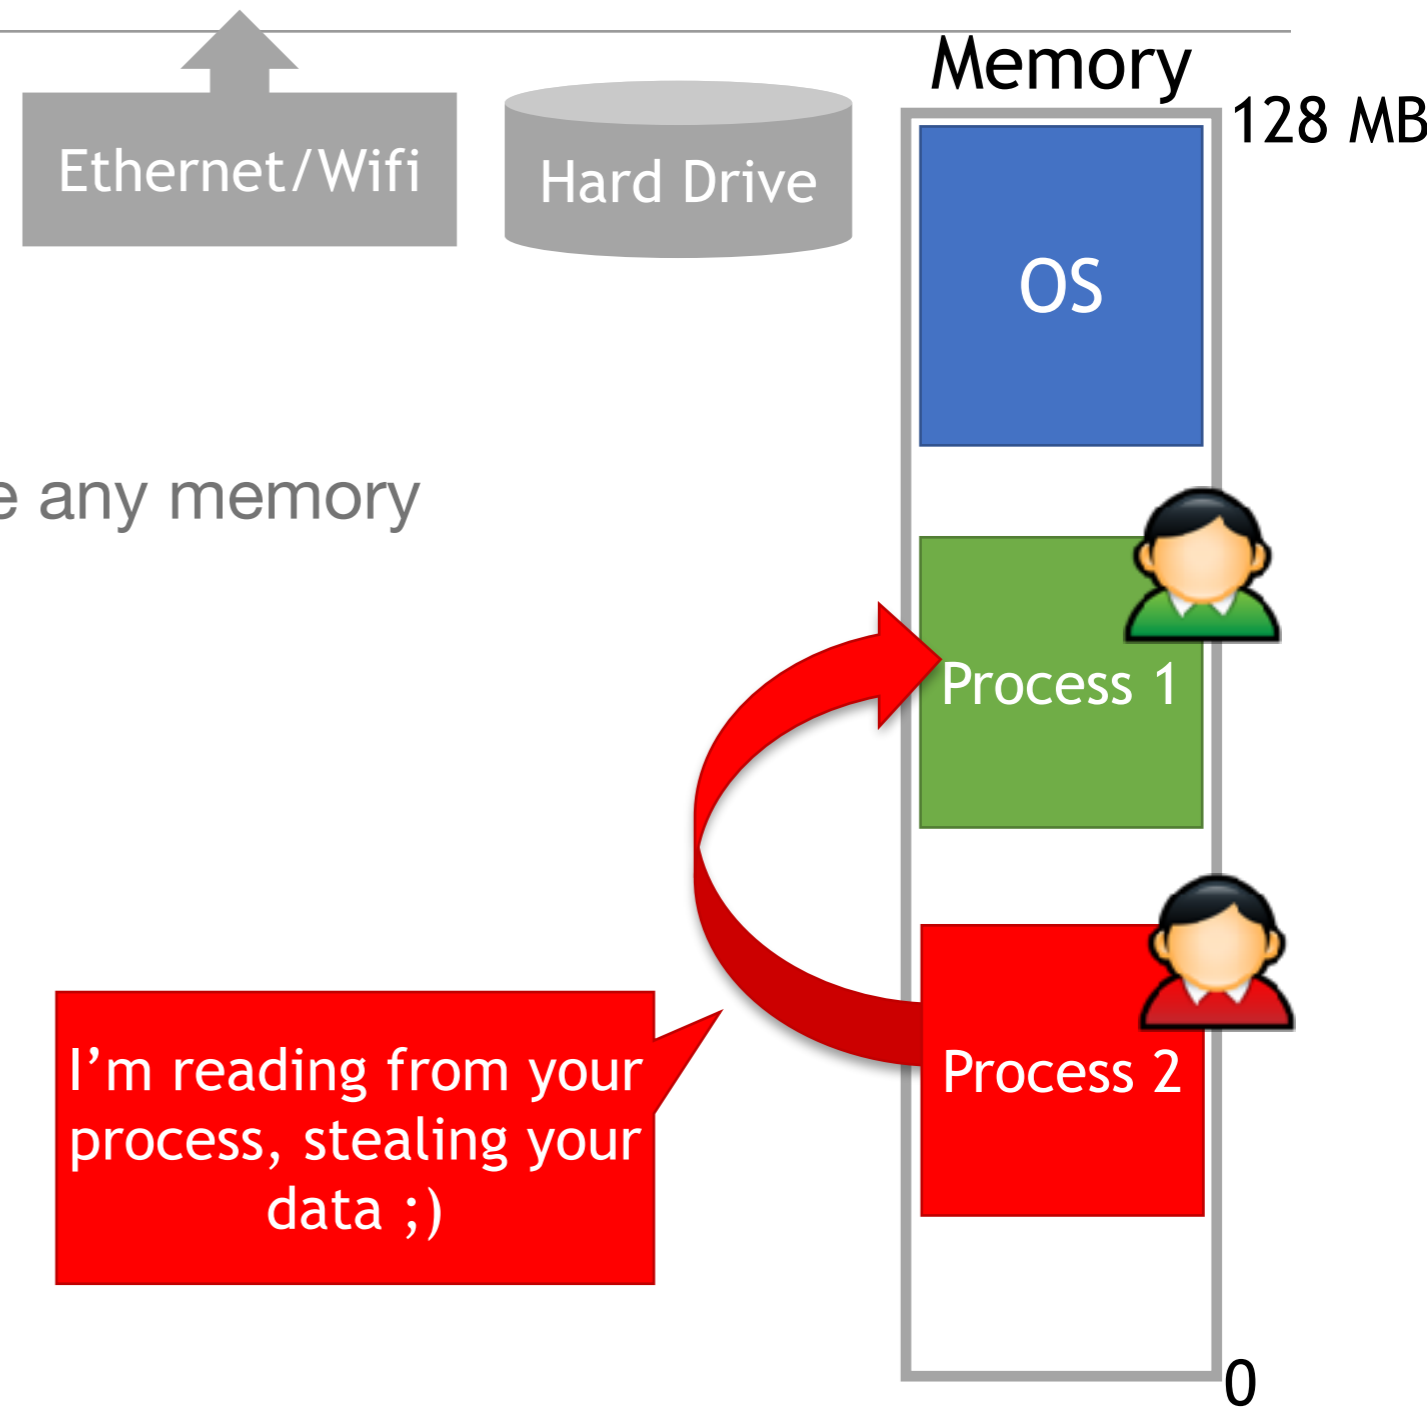 Memory
128 MB
Ethernet/Wifi
Hard Drive
OS
any memory
Process 1
I’m reading from your
process, stealing your
data ;)
Process 2
0